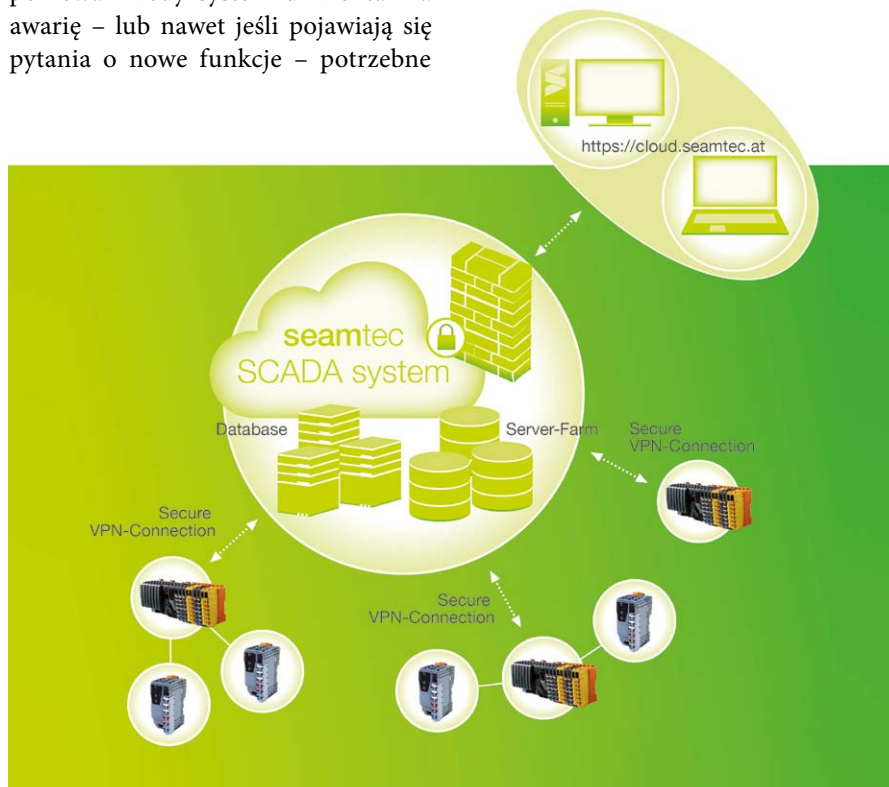 awarię – lub nawet jeśli pojawiają się
pytania o nowe funkcje – potrzebne
https://cloud.seamtec.at
seamtec
SCADA system
Database
Server-Farm
Secure
VPN-Connection
Secure
VPN-Connection
Secure
VPN-Connection